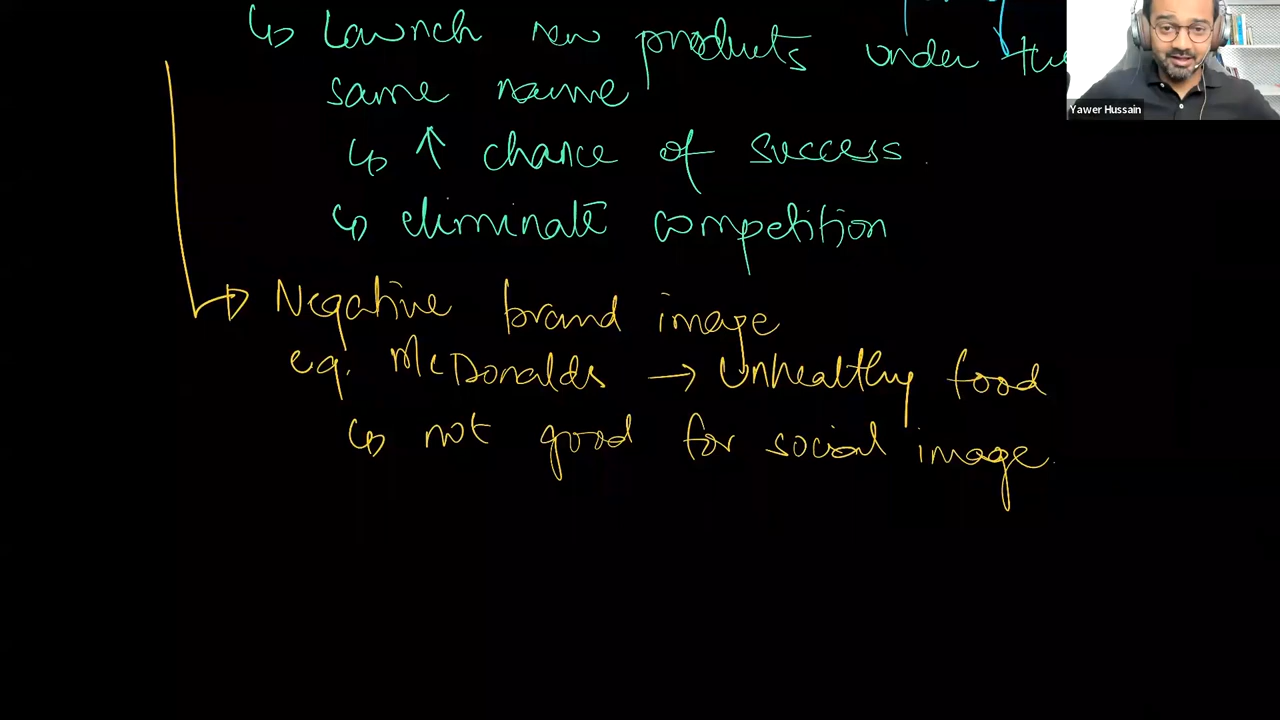 ↳ Launch new products under the
same name
↳ ↑ chance of success.
↳ eliminate competition
→ Negative brand image
eg. McDonalds → Unhealthy food
↳ not good for social image.
Yawer Hussain